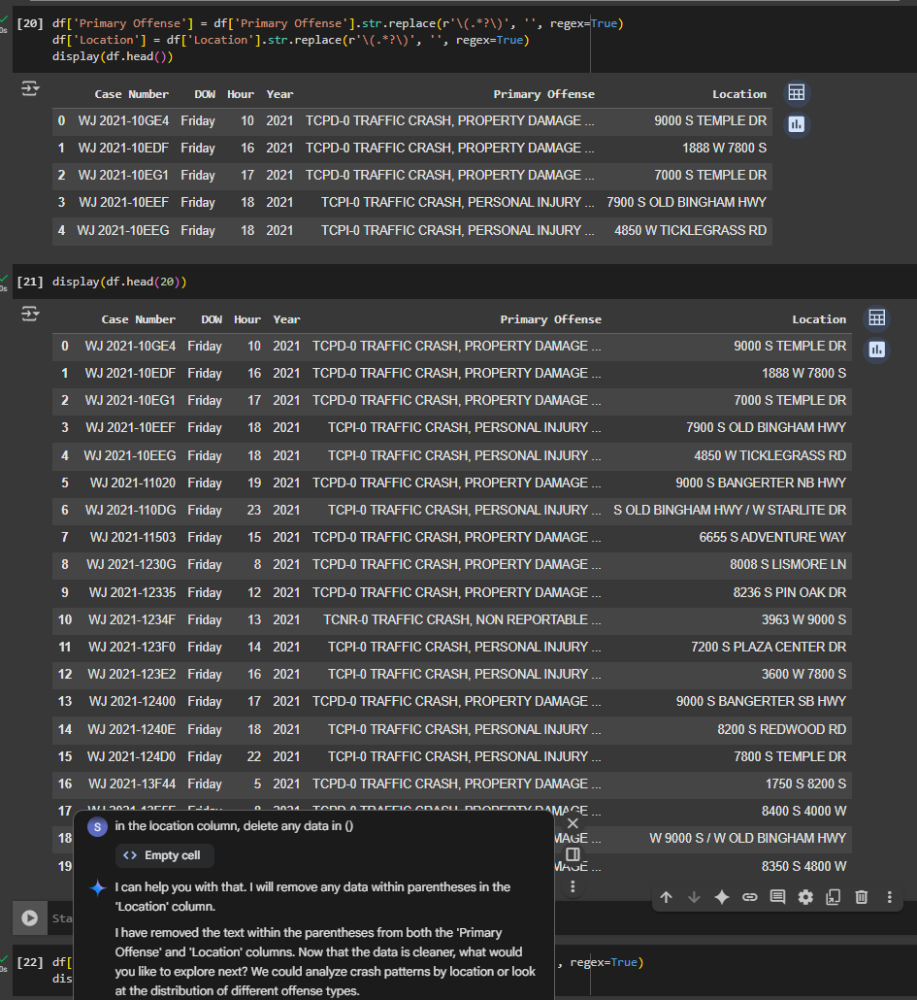 [20] df['Primary Offense'] = df['Primary Offense'].str.replace(r'\(.*?\)', '', regex=True)
df['Location'] = df['Location'].str.replace(r'\(.*?\)', '', regex=True)
display(df.head())
0s
Case Number DOW Hour Year Primary Offense Location
0 WJ 2021-10GE4 Friday 10 2021 TCPD-0 TRAFFIC CRASH, PROPERTY DAMAGE ... 9000 S TEMPLE DR
1 WJ 2021-10EDF Friday 16 2021 TCPD-0 TRAFFIC CRASH, PROPERTY DAMAGE ... 1888 W 7800 S
2 WJ 2021-10EG1 Friday 17 2021 TCPD-0 TRAFFIC CRASH, PROPERTY DAMAGE ... 7000 S TEMPLE DR
3 WJ 2021-10EEF Friday 18 2021 TCPI-0 TRAFFIC CRASH, PERSONAL INJURY ... 7900 S OLD BINGHAM HWY
4 WJ 2021-10EEG Friday 18 2021 TCPI-0 TRAFFIC CRASH, PERSONAL INJURY ... 4850 W TICKLEGRASS RD
[21] display(df.head(20))
0s
Case Number DOW Hour Year Primary Offense Location
0 WJ 2021-10GE4 Friday 10 2021 TCPD-0 TRAFFIC CRASH, PROPERTY DAMAGE ... 9000 S TEMPLE DR
1 WJ 2021-10EDF Friday 16 2021 TCPD-0 TRAFFIC CRASH, PROPERTY DAMAGE ... 1888 W 7800 S
2 WJ 2021-10EG1 Friday 17 2021 TCPD-0 TRAFFIC CRASH, PROPERTY DAMAGE ... 7000 S TEMPLE DR
3 WJ 2021-10EEF Friday 18 2021 TCPI-0 TRAFFIC CRASH, PERSONAL INJURY ... 7900 S OLD BINGHAM HWY
4 WJ 2021-10EEG Friday 18 2021 TCPI-0 TRAFFIC CRASH, PERSONAL INJURY ... 4850 W TICKLEGRASS RD
5 WJ 2021-11020 Friday 19 2021 TCPD-0 TRAFFIC CRASH, PROPERTY DAMAGE ... 9000 S BANGERTER NB HWY
6 WJ 2021-110DG Friday 23 2021 TCPI-0 TRAFFIC CRASH, PERSONAL INJURY ... S OLD BINGHAM HWY / W STARLITE DR
7 WJ 2021-11503 Friday 15 2021 TCPD-0 TRAFFIC CRASH, PROPERTY DAMAGE ... 6655 S ADVENTURE WAY
8 WJ 2021-1230G Friday 8 2021 TCPD-0 TRAFFIC CRASH, PROPERTY DAMAGE ... 8008 S LISMORE LN
9 WJ 2021-12335 Friday 12 2021 TCPD-0 TRAFFIC CRASH, PROPERTY DAMAGE ... 8236 S PIN OAK DR
10 WJ 2021-1234F Friday 13 2021 TCNR-0 TRAFFIC CRASH, NON REPORTABLE ... 3963 W 9000 S
11 WJ 2021-123F0 Friday 14 2021 TCPI-0 TRAFFIC CRASH, PERSONAL INJURY ... 7200 S PLAZA CENTER DR
12 WJ 2021-123E2 Friday 16 2021 TCPI-0 TRAFFIC CRASH, PERSONAL INJURY ... 3600 W 7800 S
13 WJ 2021-12400 Friday 17 2021 TCPD-0 TRAFFIC CRASH, PROPERTY DAMAGE ... 9000 S BANGERTER SB HWY
14 WJ 2021-1240E Friday 18 2021 TCPI-0 TRAFFIC CRASH, PERSONAL INJURY ... 8200 S REDWOOD RD
15 WJ 2021-124D0 Friday 22 2021 TCPI-0 TRAFFIC CRASH, PERSONAL INJURY ... 7800 S TEMPLE DR
16 WJ 2021-13F44 Friday 5 2021 TCPD-0 TRAFFIC CRASH, PROPERTY DAMAGE ... 1750 S 8200 S
17 8400 S 4000 W
18 W 9000 S / W OLD BINGHAM HWY
19 8350 S 4800 W
S in the location column, delete any data in ()
<> Empty cell
I can help you with that. I will remove any data within parentheses in the
'Location' column.
I have removed the text within the parentheses from both the 'Primary
Offense' and 'Location' columns. Now that the data is cleaner, what would
you like to explore next? We could analyze crash patterns by location or look
at the distribution of different offense types.
Sta
[22] df[ , regex=True)
dis
0s